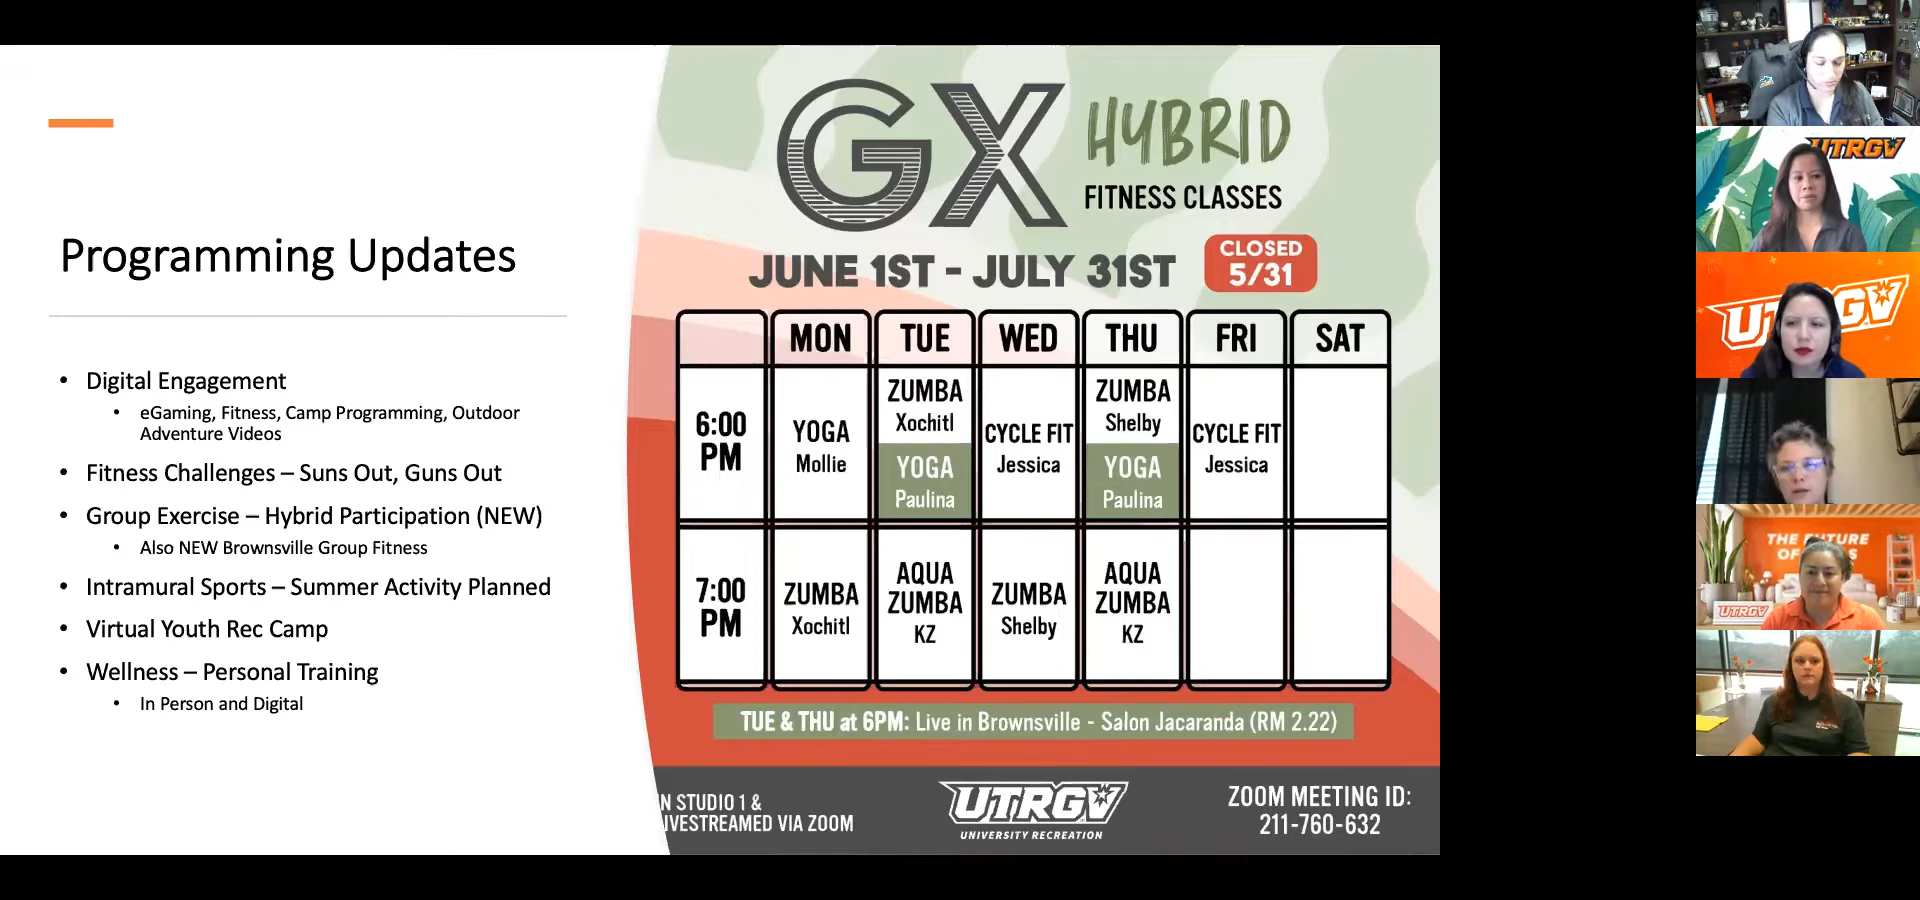 Programming Updates
• Digital Engagement
• eGaming, Fitness, Camp Programming, Outdoor
Adventure Videos
• Fitness Challenges – Suns Out, Guns Out
• Group Exercise – Hybrid Participation (NEW)
• Also NEW Brownsville Group Fitness
• Intramural Sports – Summer Activity Planned
• Virtual Youth Rec Camp
• Wellness – Personal Training
• In Person and Digital
GX HYBRID
FITNESS CLASSES
JUNE 1ST - JULY 31ST
CLOSED
5/31
MON TUE WED THU FRI SAT
6:00
PM
YOGA
Mollie
ZUMBA
Xochitl
YOGA
Paulina
CYCLE FIT
Jessica
ZUMBA
Shelby
YOGA
Paulina
CYCLE FIT
Jessica
7:00
PM
ZUMBA
Xochitl
AQUA
ZUMBA
KZ
ZUMBA
Shelby
AQUA
ZUMBA
KZ
TUE & THU at 6PM: Live in Brownsville - Salon Jacaranda (RM 2.22)
N STUDIO 1 &
IVESTREAMED VIA ZOOM
UTRGV
UNIVERSITY RECREATION
ZOOM MEETING ID:
211-760-632
UTRGV
THE FUTURE
UTRGV